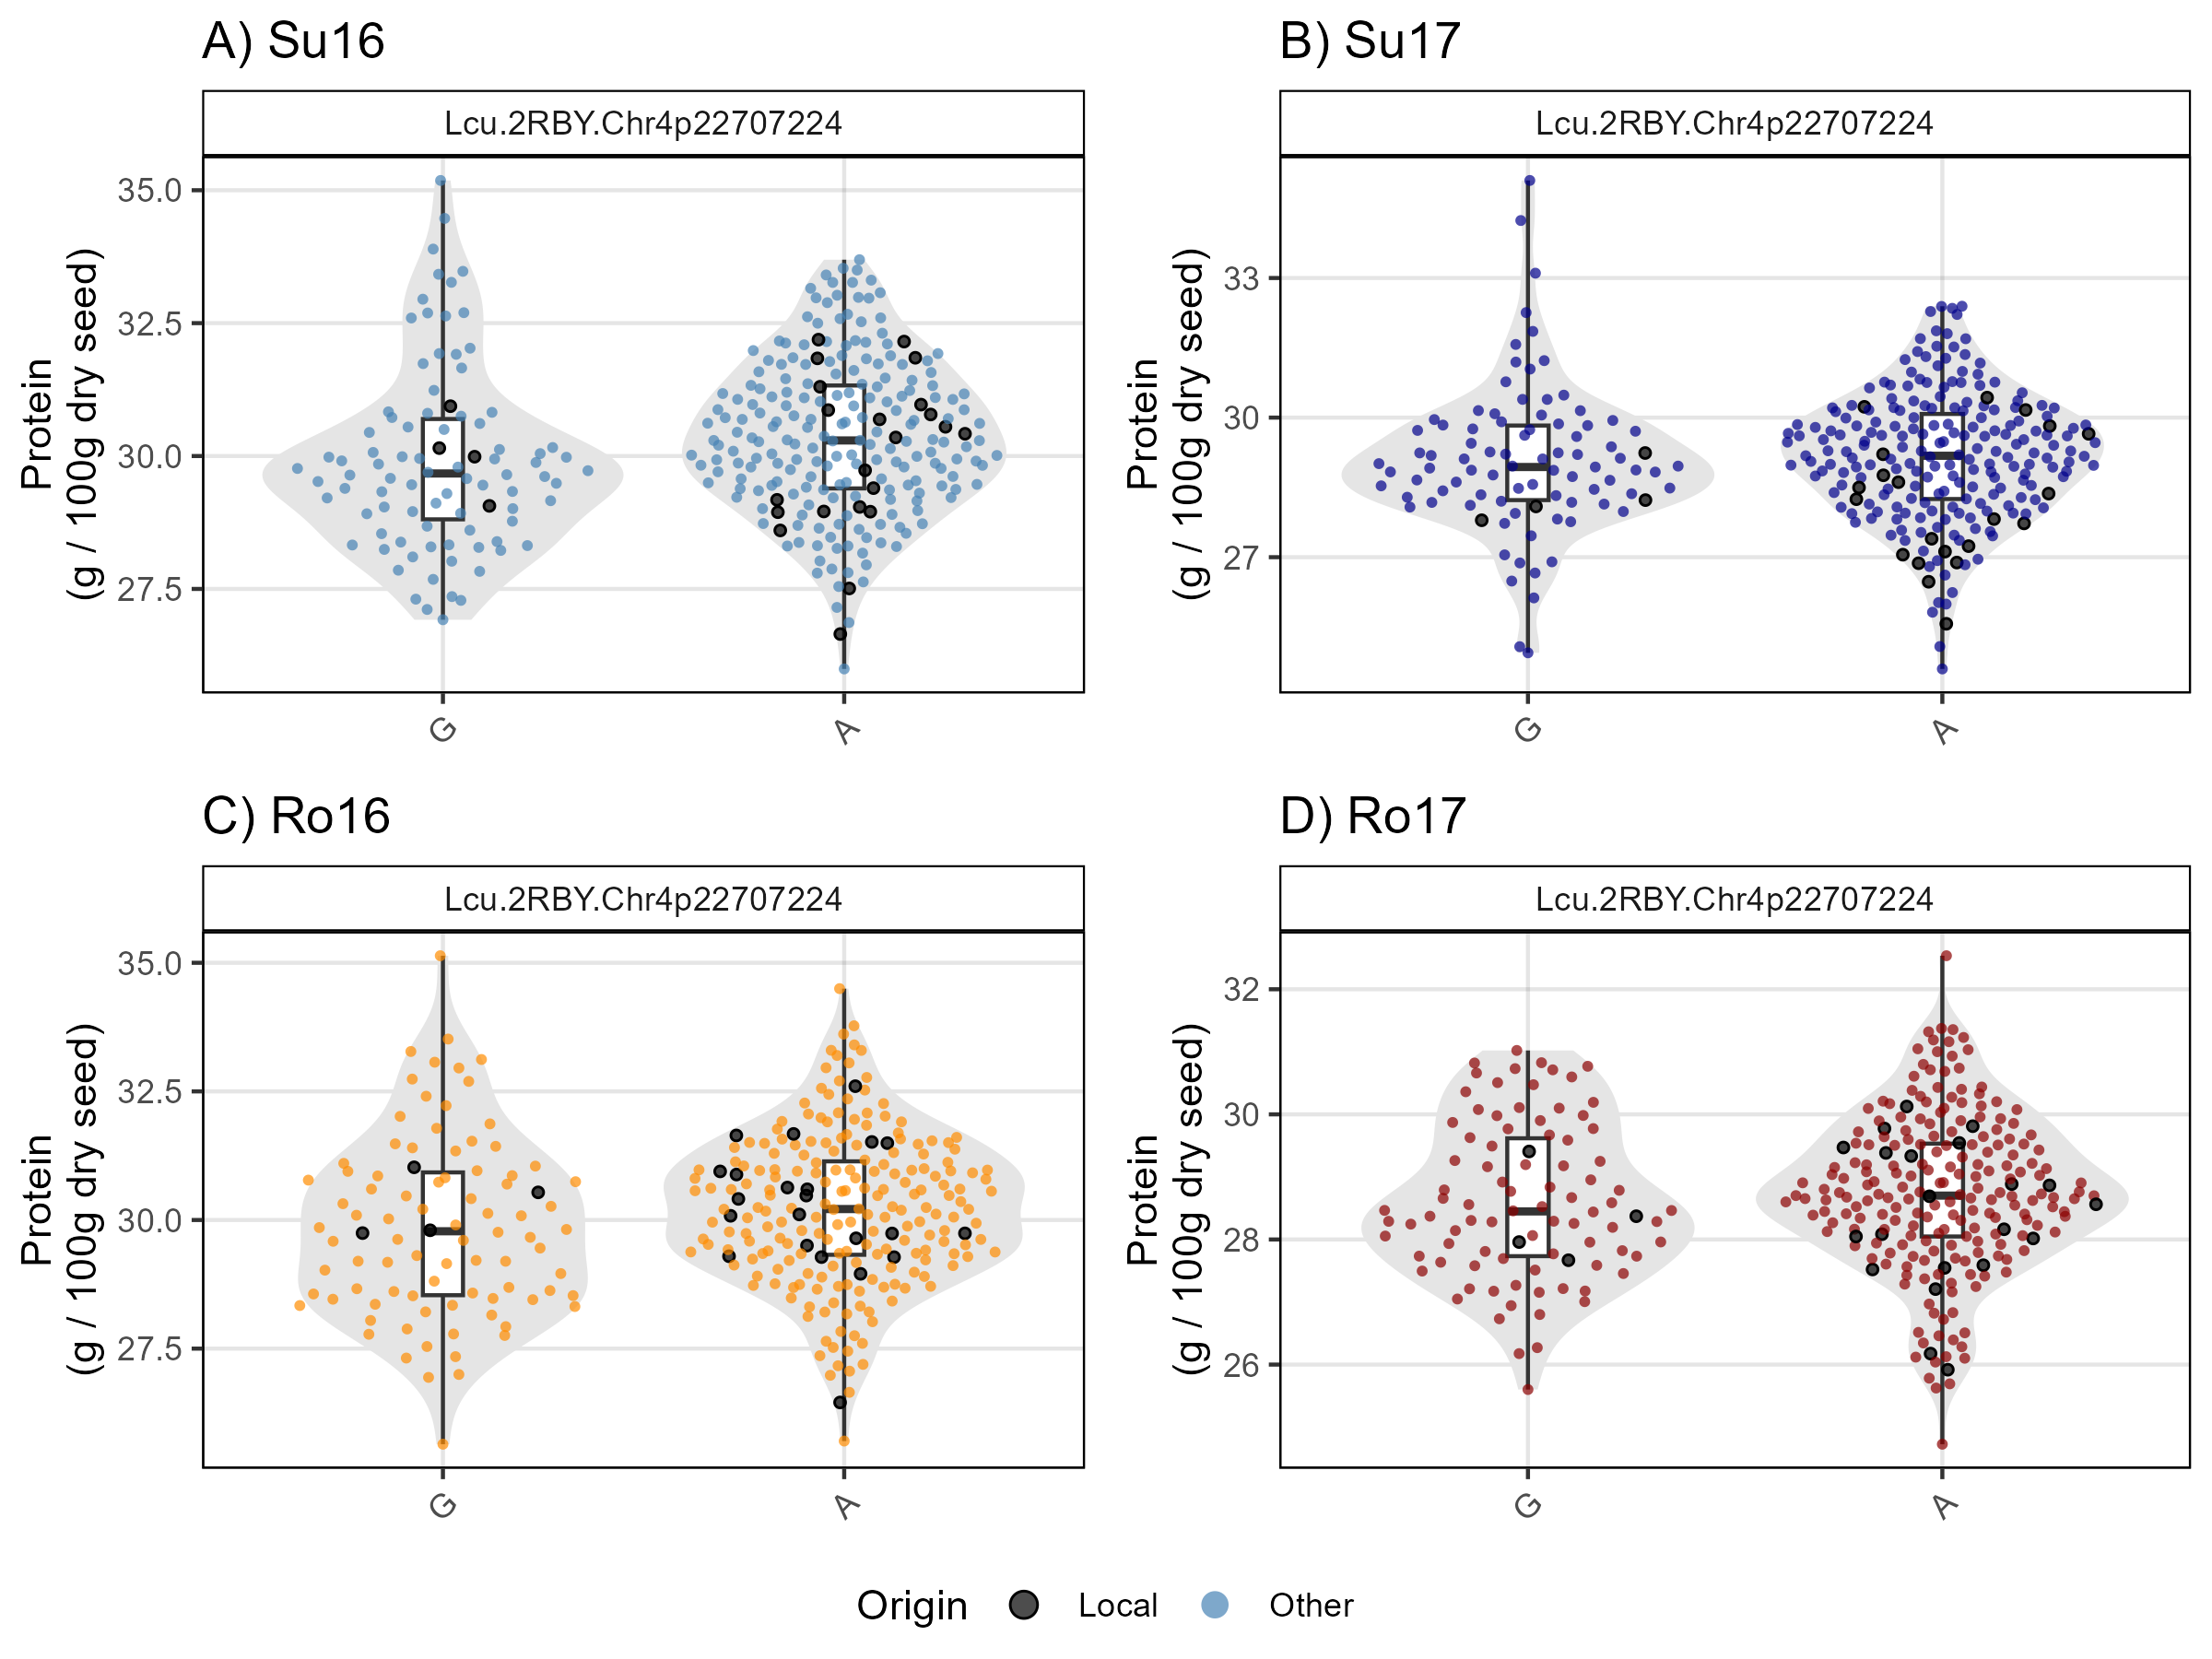 A) Su16
Lcu.2RBY.Chr4p22707224
Protein
(g / 100g dry seed)
35.0
32.5
30.0
27.5
G
A
B) Su17
Lcu.2RBY.Chr4p22707224
Protein
(g / 100g dry seed)
33
30
27
G
A
C) Ro16
Lcu.2RBY.Chr4p22707224
Protein
(g / 100g dry seed)
35.0
32.5
30.0
27.5
G
A
D) Ro17
Lcu.2RBY.Chr4p22707224
Protein
(g / 100g dry seed)
32
30
28
26
G
A
Origin Local Other